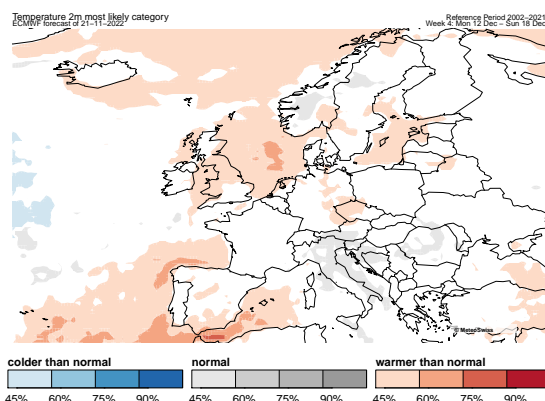 Temperature 2m most likely category
ECMWF forecast of 21-11-2022
Reference Period 2002-2021
Week 4: Mon 12 Dec - Sun 18 Dec
© MeteoSwiss
colder than normal
normal
warmer than normal
45% 60% 75% 90%
45% 60% 75% 90%
45% 60% 75% 90%